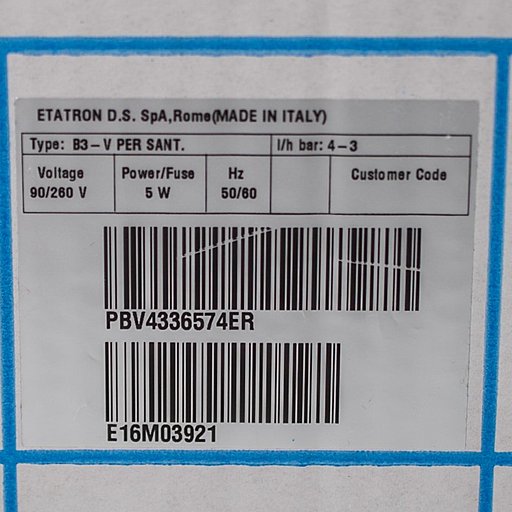 ETATRON D.S. SpA,Rome(MADE IN ITALY)
Type: B3-V PER SANT. l/h bar: 4-3
Voltage Power/Fuse Hz Customer Code
90/260 V 5 W 50/60
PBV4336574ER
E16M03921